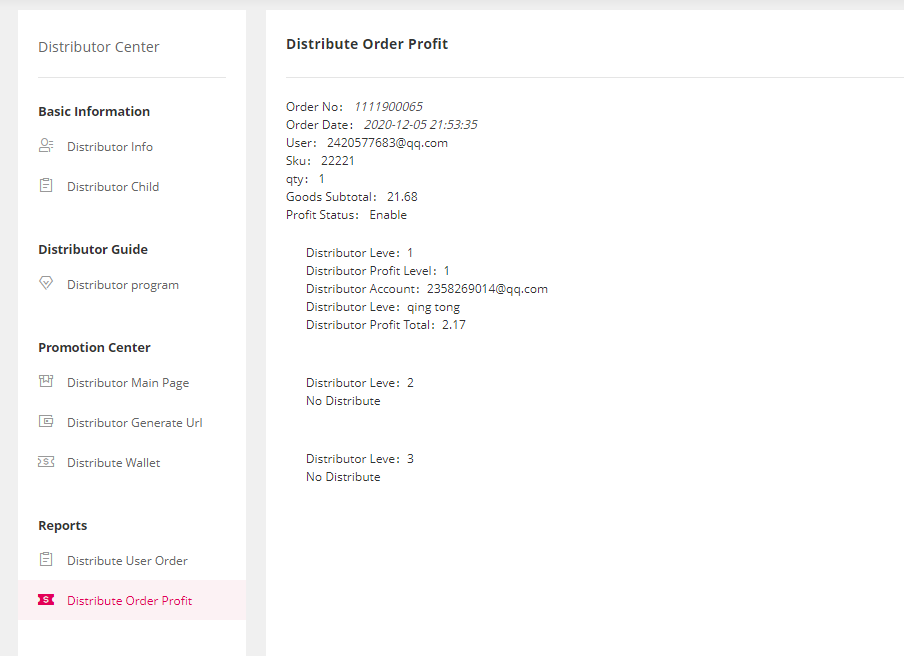 Distributor Center
Basic Information
Distributor Info
Distributor Child
Distributor Guide
Distributor program
Promotion Center
Distributor Main Page
Distributor Generate Url
Distribute Wallet
Reports
Distribute User Order
Distribute Order Profit
Distribute Order Profit
Order No： 1111900065
Order Date： 2020-12-05 21:53:35
User： 2420577683@qq.com
Sku： 22221
qty： 1
Goods Subtotal： 21.68
Profit Status： Enable
Distributor Leve：1
Distributor Profit Level：1
Distributor Account：2358269014@qq.com
Distributor Leve：qing tong
Distributor Profit Total：2.17
Distributor Leve：2
No Distribute
Distributor Leve：3
No Distribute